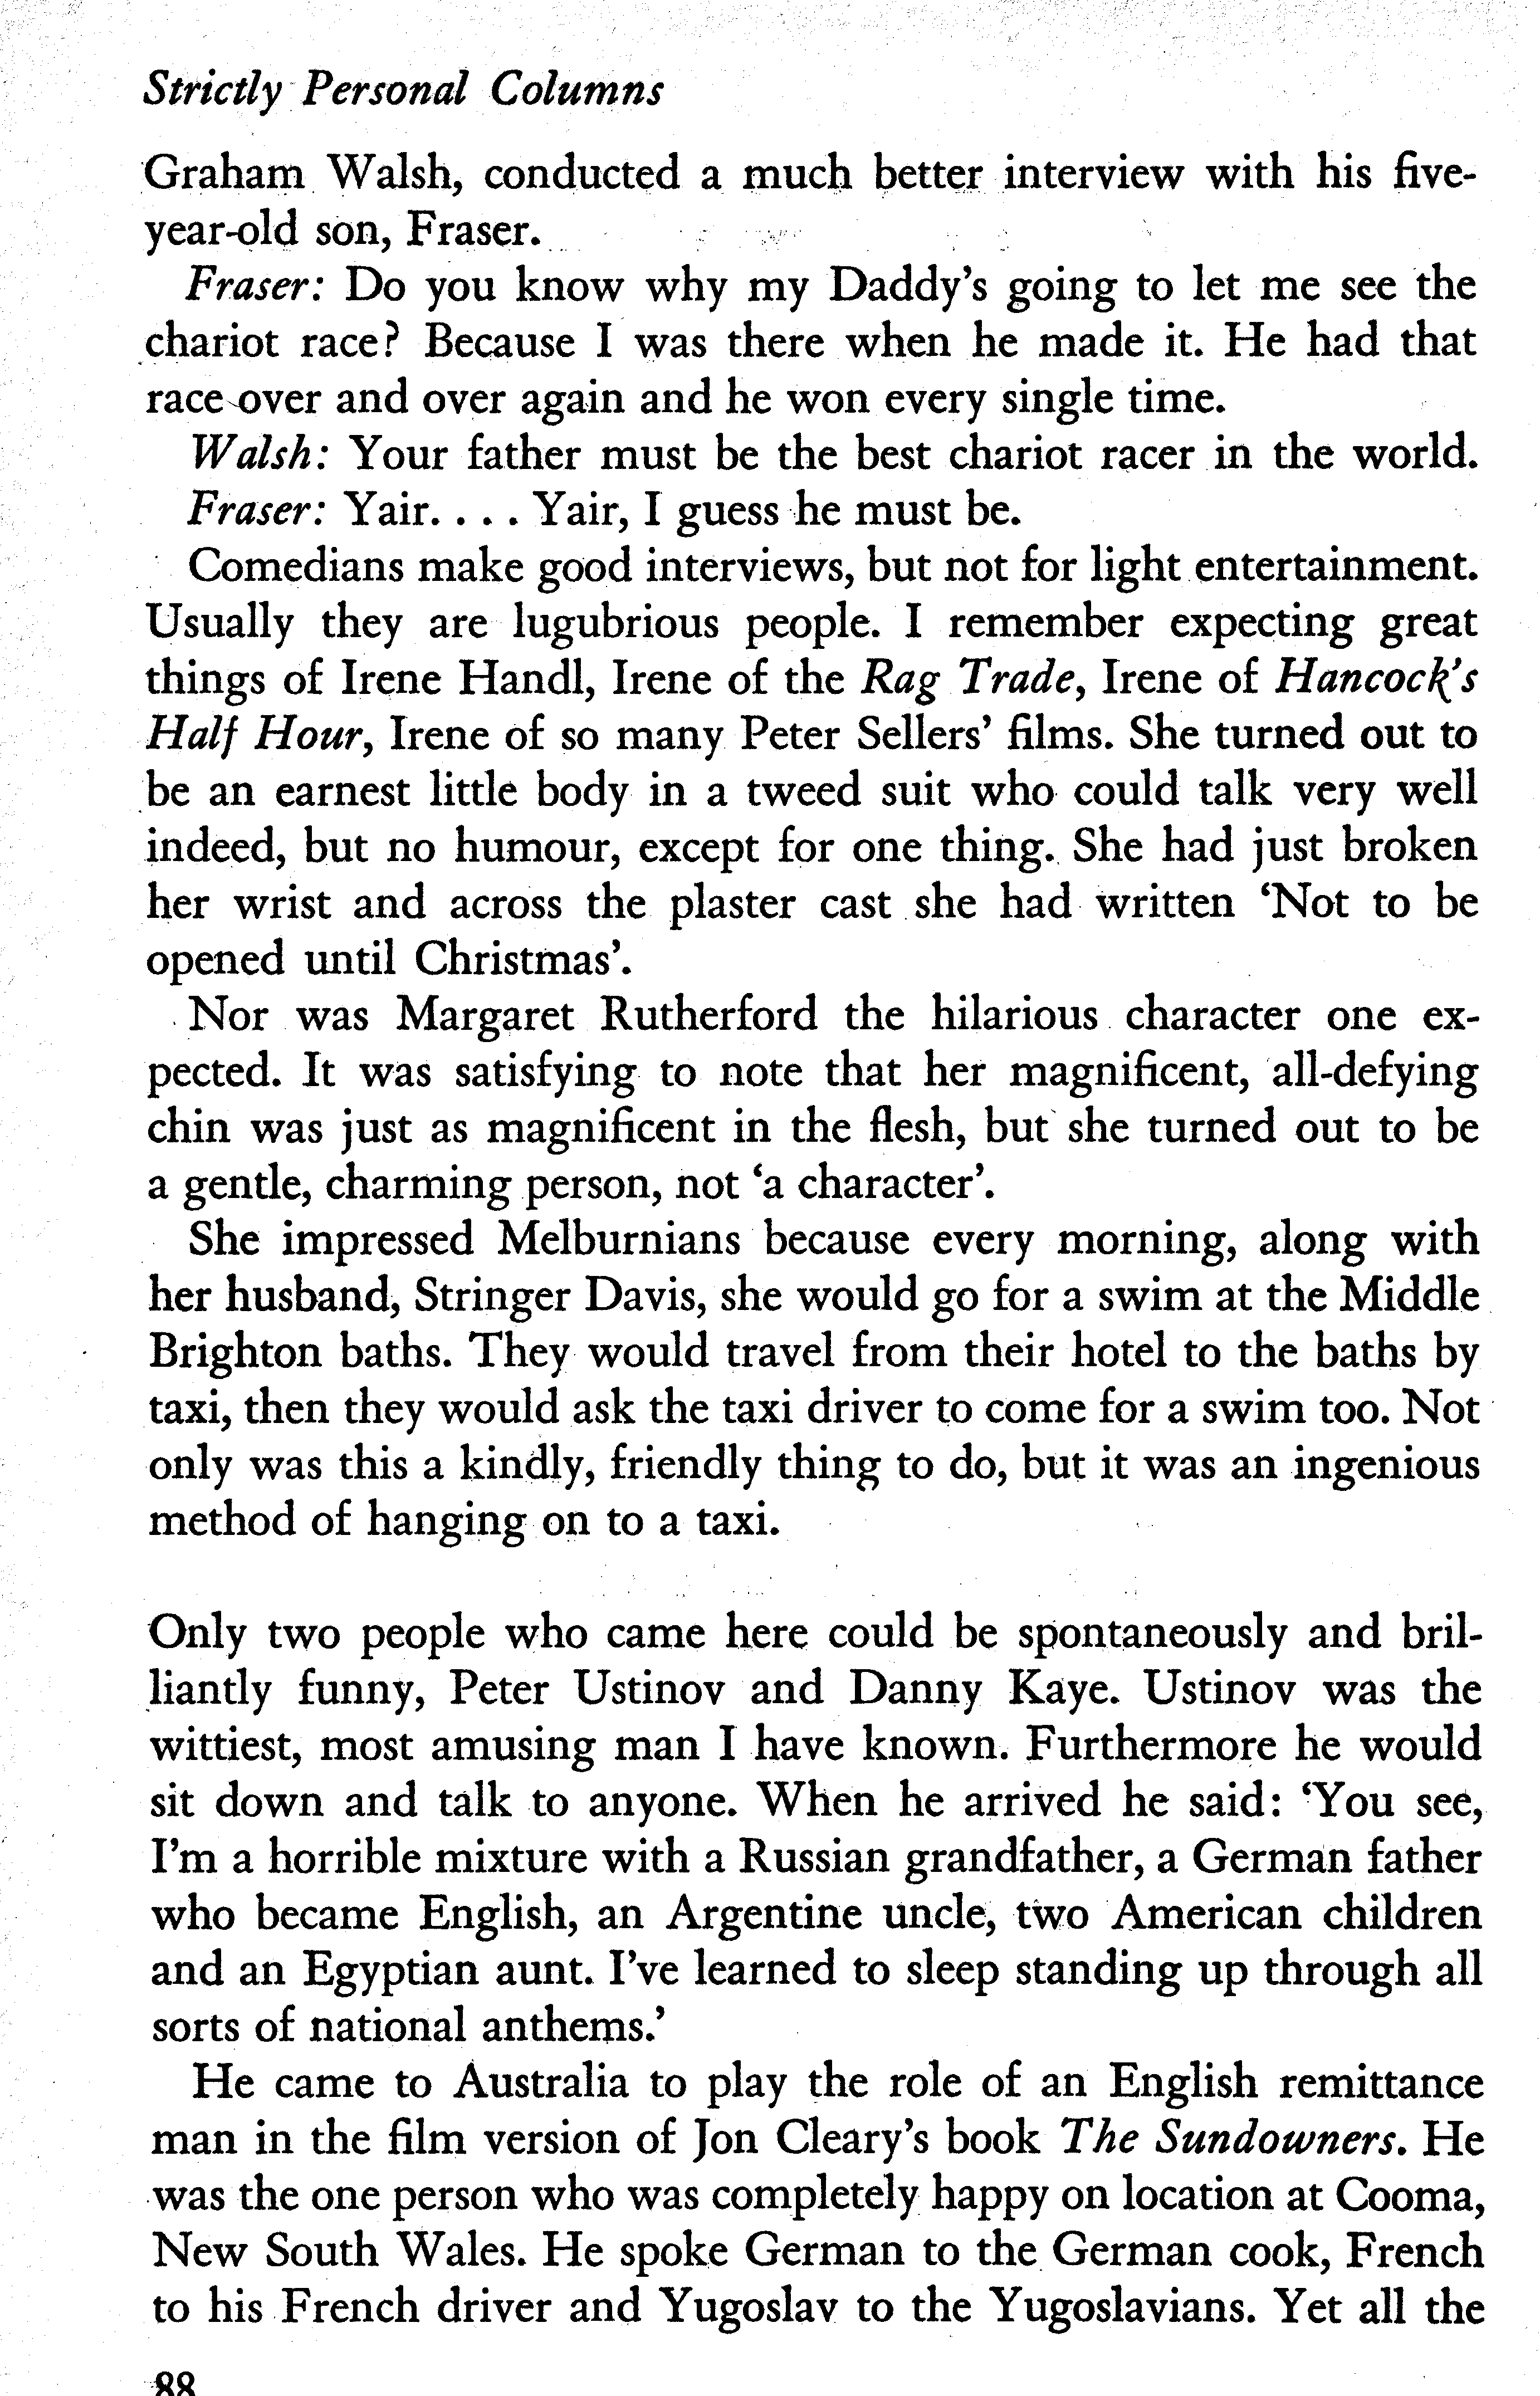 Strictly Personal Columns
Graham Walsh, conducted a much better interview with his five-
year-old son, Fraser.
Fraser: Do you know why my Daddy's going to let me see the
chariot race? Because I was there when he made it. He had that
race over and over again and he won every single time.
Walsh: Your father must be the best chariot racer in the world.
Fraser: Yair. . . . Yair, I guess he must be.
Comedians make good interviews, but not for light entertainment.
Usually they are lugubrious people. I remember expecting great
things of Irene Handl, Irene of the Rag Trade, Irene of Hancock's
Half Hour, Irene of so many Peter Sellers' films. She turned out to
be an earnest little body in a tweed suit who could talk very well
indeed, but no humour, except for one thing. She had just broken
her wrist and across the plaster cast she had written 'Not to be
opened until Christmas'.
Nor was Margaret Rutherford the hilarious character one ex-
pected. It was satisfying to note that her magnificent, all-defying
chin was just as magnificent in the flesh, but she turned out to be
a gentle, charming person, not 'a character'.
She impressed Melburnians because every morning, along with
her husband, Stringer Davis, she would go for a swim at the Middle
Brighton baths. They would travel from their hotel to the baths by
taxi, then they would ask the taxi driver to come for a swim too. Not
only was this a kindly, friendly thing to do, but it was an ingenious
method of hanging on to a taxi.
Only two people who came here could be spontaneously and bril-
liantly funny, Peter Ustinov and Danny Kaye. Ustinov was the
wittiest, most amusing man I have known. Furthermore he would
sit down and talk to anyone. When he arrived he said: 'You see,
I'm a horrible mixture with a Russian grandfather, a German father
who became English, an Argentine uncle, two American children
and an Egyptian aunt. I've learned to sleep standing up through all
sorts of national anthems.'
He came to Australia to play the role of an English remittance
man in the film version of Jon Cleary's book The Sundowners. He
was the one person who was completely happy on location at Cooma,
New South Wales. He spoke German to the German cook, French
to his French driver and Yugoslav to the Yugoslavians. Yet all the
88